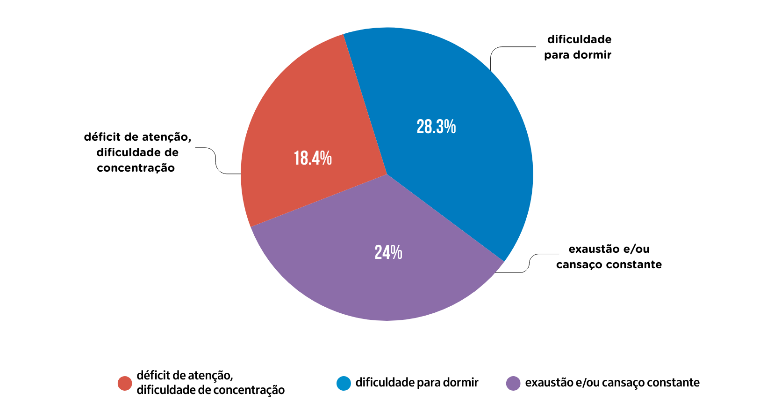 dificuldade
para dormir
28.3%
déficit de atenção,
dificuldade de
concentração
18.4%
24%
exaustão e/ou
cansaço constante
déficit de atenção,
dificuldade de concentração
dificuldade para dormir
exaustão e/ou cansaço constante